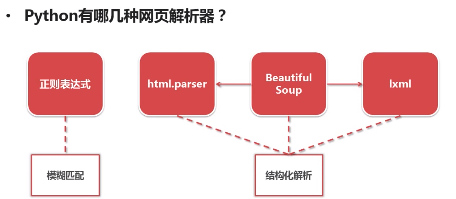 • Python有哪几种网页解析器？
正则表达式
html.parser
Beautiful
Soup
lxml
模糊匹配
结构化解析